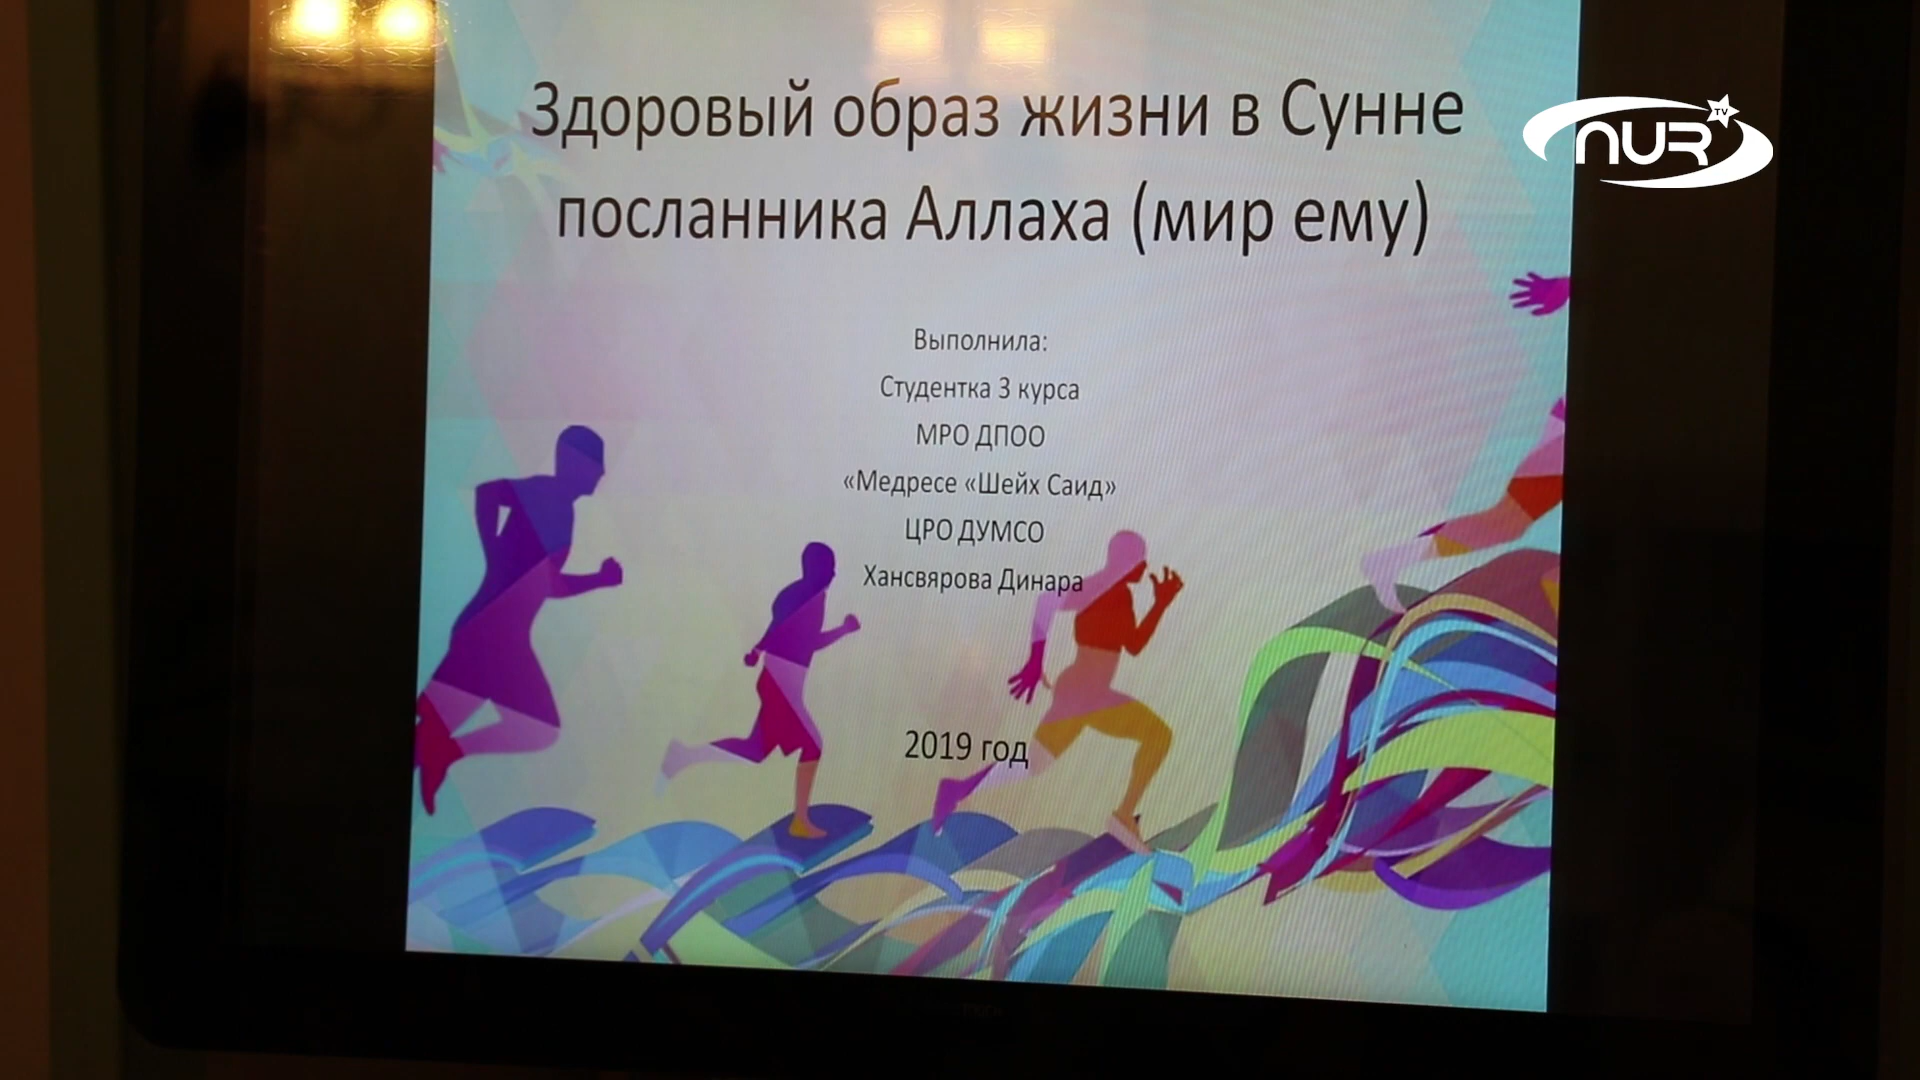 Здоровый образ жизни в Сунне
посланника Аллаха (мир ему)
NUR TV
Выполнила:
Студентка 3 курса
МРО ДПОО
«Медресе «Шейх Саид»
ЦРО ДУМСО
Хансвярова Динара
2019 год